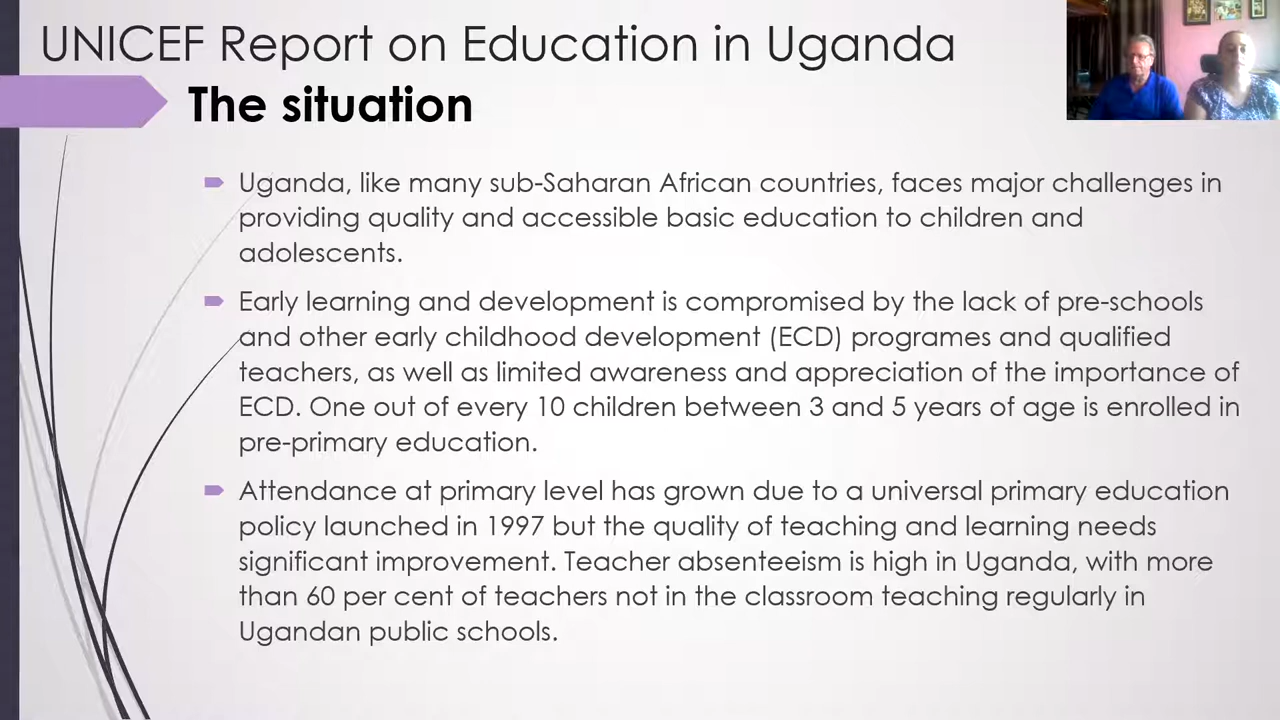 UNICEF Report on Education in Uganda
The situation
Uganda, like many sub-Saharan African countries, faces major challenges in
providing quality and accessible basic education to children and
adolescents.
Early learning and development is compromised by the lack of pre-schools
and other early childhood development (ECD) programes and qualified
teachers, as well as limited awareness and appreciation of the importance of
ECD. One out of every 10 children between 3 and 5 years of age is enrolled in
pre-primary education.
Attendance at primary level has grown due to a universal primary education
policy launched in 1997 but the quality of teaching and learning needs
significant improvement. Teacher absenteeism is high in Uganda, with more
than 60 per cent of teachers not in the classroom teaching regularly in
Ugandan public schools.